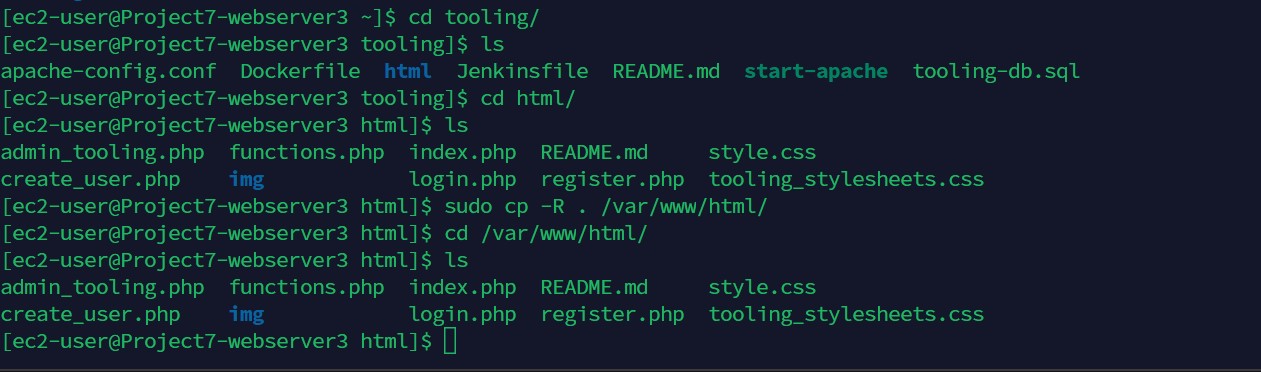 [ec2-user@Project7-webserver3 ~]$ cd tooling/
[ec2-user@Project7-webserver3 tooling]$ ls
apache-config.conf  Dockerfile  html  Jenkinsfile  README.md  start-apache  tooling-db.sql
[ec2-user@Project7-webserver3 tooling]$ cd html/
[ec2-user@Project7-webserver3 html]$ ls
admin_tooling.php  functions.php  index.php  README.md     style.css
create_user.php    img            login.php  register.php  tooling_stylesheets.css
[ec2-user@Project7-webserver3 html]$ sudo cp -R . /var/www/html/
[ec2-user@Project7-webserver3 html]$ cd /var/www/html/
[ec2-user@Project7-webserver3 html]$ ls
admin_tooling.php  functions.php  index.php  README.md     style.css
create_user.php    img            login.php  register.php  tooling_stylesheets.css
[ec2-user@Project7-webserver3 html]$